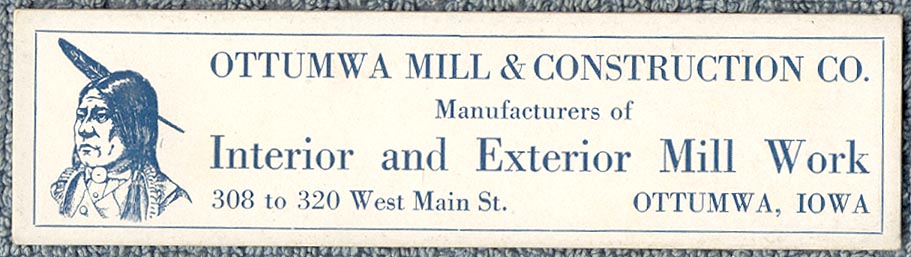 OTTUMWA MILL & CONSTRUCTION CO.
Manufacturers of
Interior and Exterior Mill Work
308 to 320 West Main St. OTTUMWA, IOWA